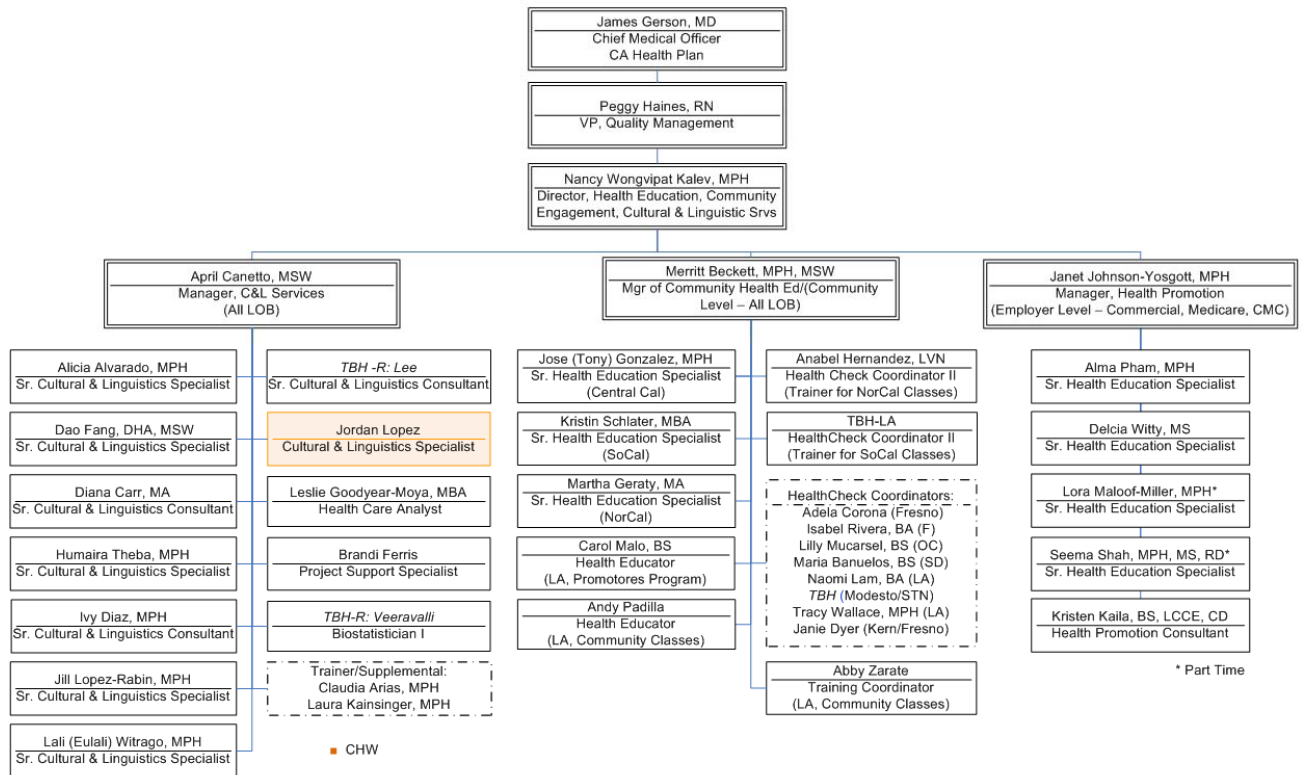 James Gerson, MD
Chief Medical Officer
CA Health Plan
Peggy Haines, RN
VP, Quality Management
Nancy Wongvipat Kalev, MPH
Director, Health Education, Community
Engagement, Cultural & Linguistic Srvs
April Canetto, MSW
Manager, C&L Services
(All LOB)
Merritt Beckett, MPH, MSW
Mgr of Community Health Ed/(Community
Level – All LOB)
Janet Johnson-Yosgott, MPH
Manager, Health Promotion
(Employer Level – Commercial, Medicare, CMC)
Alicia Alvarado, MPH
Sr. Cultural & Linguistics Specialist
Dao Fang, DHA, MSW
Sr. Cultural & Linguistics Specialist
Diana Carr, MA
Sr. Cultural & Linguistics Consultant
Humaira Theba, MPH
Sr. Cultural & Linguistics Specialist
Ivy Diaz, MPH
Sr. Cultural & Linguistics Consultant
Jill Lopez-Rabin, MPH
Sr. Cultural & Linguistics Specialist
Lali (Eulali) Witrago, MPH
Sr. Cultural & Linguistics Specialist
TBH -R: Lee
Sr. Cultural & Linguistics Consultant
Jordan Lopez
Cultural & Linguistics Specialist
Leslie Goodyear-Moya, MBA
Health Care Analyst
Brandi Ferris
Project Support Specialist
TBH-R: Veeravalli
Biostatistician I
Trainer/Supplemental:
Claudia Arias, MPH
Laura Kainsinger, MPH
CHW
Jose (Tony) Gonzalez, MPH
Sr. Health Education Specialist
(Central Cal)
Kristin Schlater, MBA
Sr. Health Education Specialist
(SoCal)
Martha Geraty, MA
Sr. Health Education Specialist
(NorCal)
Carol Malo, BS
Health Educator
(LA, Promotores Program)
Andy Padilla
Health Educator
(LA, Community Classes)
Anabel Hernandez, LVN
Health Check Coordinator II
(Trainer for NorCal Classes)
TBH-LA
HealthCheck Coordinator II
(Trainer for SoCal Classes)
HealthCheck Coordinators:
Adela Corona (Fresno)
Isabel Rivera, BA (F)
Lilly Mucarsel, BS (OC)
Maria Banuelos, BS (SD)
Naomi Lam, BA (LA)
TBH (Modesto/STN)
Tracy Wallace, MPH (LA)
Janie Dyer (Kern/Fresno)
Abby Zarate
Training Coordinator
(LA, Community Classes)
Alma Pham, MPH
Sr. Health Education Specialist
Delcia Witty, MS
Sr. Health Education Specialist
Lora Maloof-Miller, MPH*
Sr. Health Education Specialist
Seema Shah, MPH, MS, RD*
Sr. Health Education Specialist
Kristen Kaila, BS, LCCE, CD
Health Promotion Consultant
* Part Time